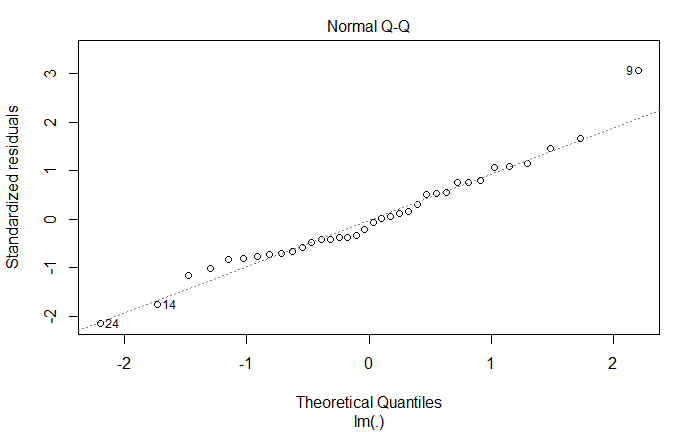 Normal Q-Q
Standardized residuals
3
2
1
0
-1
-2
9
14
24
-2 -1 0 1 2
Theoretical Quantiles
lm(.)